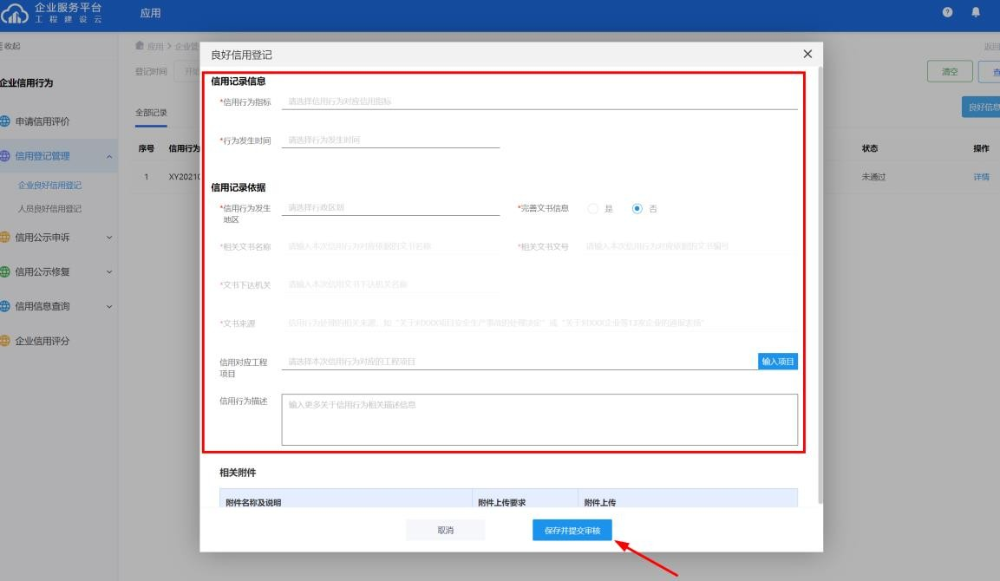 企业服务平台
工程建设云
应用
收起
应用 > 企业管
返回
登记时间
开始
清空
查
企业信用行为
全部记录
良好信息
申请信用评价
信用登记管理
企业良好信用登记
人员良好信用登记
信用公示申诉
信用公示修复
信用信息查询
企业信用评分
序号 信用行为 状态 操作
1 XY2021 未通过 详情
良好信用登记
信用记录信息
*信用行为指标 请选择信用行为对应信用指标
*行为发生时间 请选择行为发生时间
信用记录依据
*信用行为发生地区 请选择行政区划
*完善文书信息 是 否
*相关文书名称 请输入本次信用行为对应依据的文书名称
*相关文书文号 请输入本次信用行为对应依据的文书编号
*文书下达机关 请输入本次信用文书下达机关名称
*文书来源 信用行为处理的相关来源，如“关于对XXX项目安全生产事故的处理决定”或“关于对XXX企业等13家企业的通报表扬”
信用对应工程项目 请选择本次信用行为对应的工程项目 输入项目
信用行为描述 输入更多关于信用行为相关描述信息
相关附件
附件名称及说明 附件上传要求 附件上传
取消 保存并提交审核